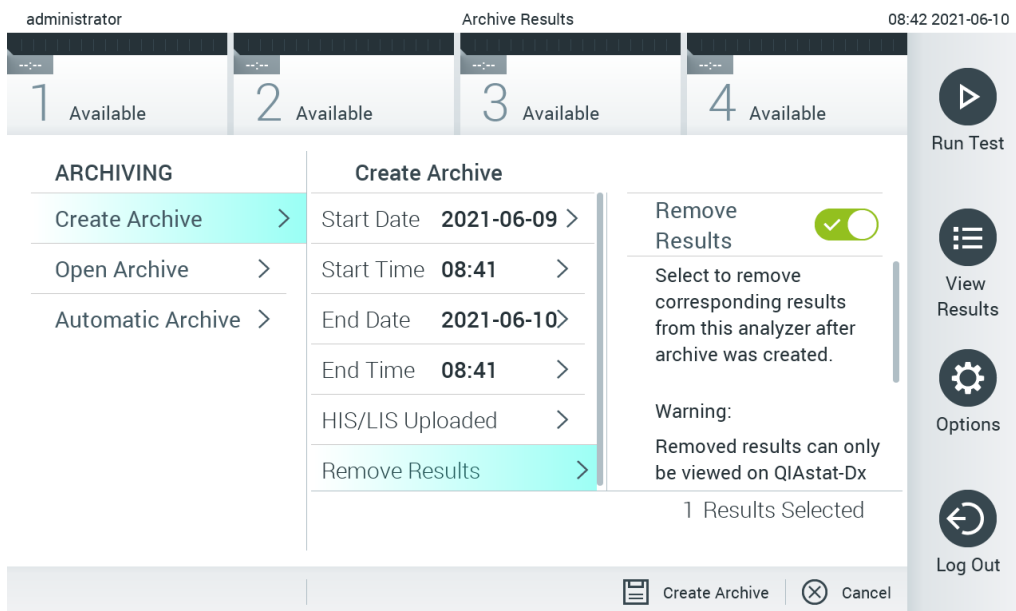 administrator
Archive Results
08:42 2021-06-10
--:--
1 Available
--:--
2 Available
--:--
3 Available
--:--
4 Available
Run Test
View
Results
Options
Log Out
ARCHIVING
Create Archive
Open Archive
Automatic Archive
Create Archive
Start Date 2021-06-09
Start Time 08:41
End Date 2021-06-10
End Time 08:41
HIS/LIS Uploaded
Remove Results
Remove
Results
Select to remove
corresponding results
from this analyzer after
archive was created.
Warning:
Removed results can only
be viewed on QIAstat-Dx
1 Results Selected
Create Archive
Cancel